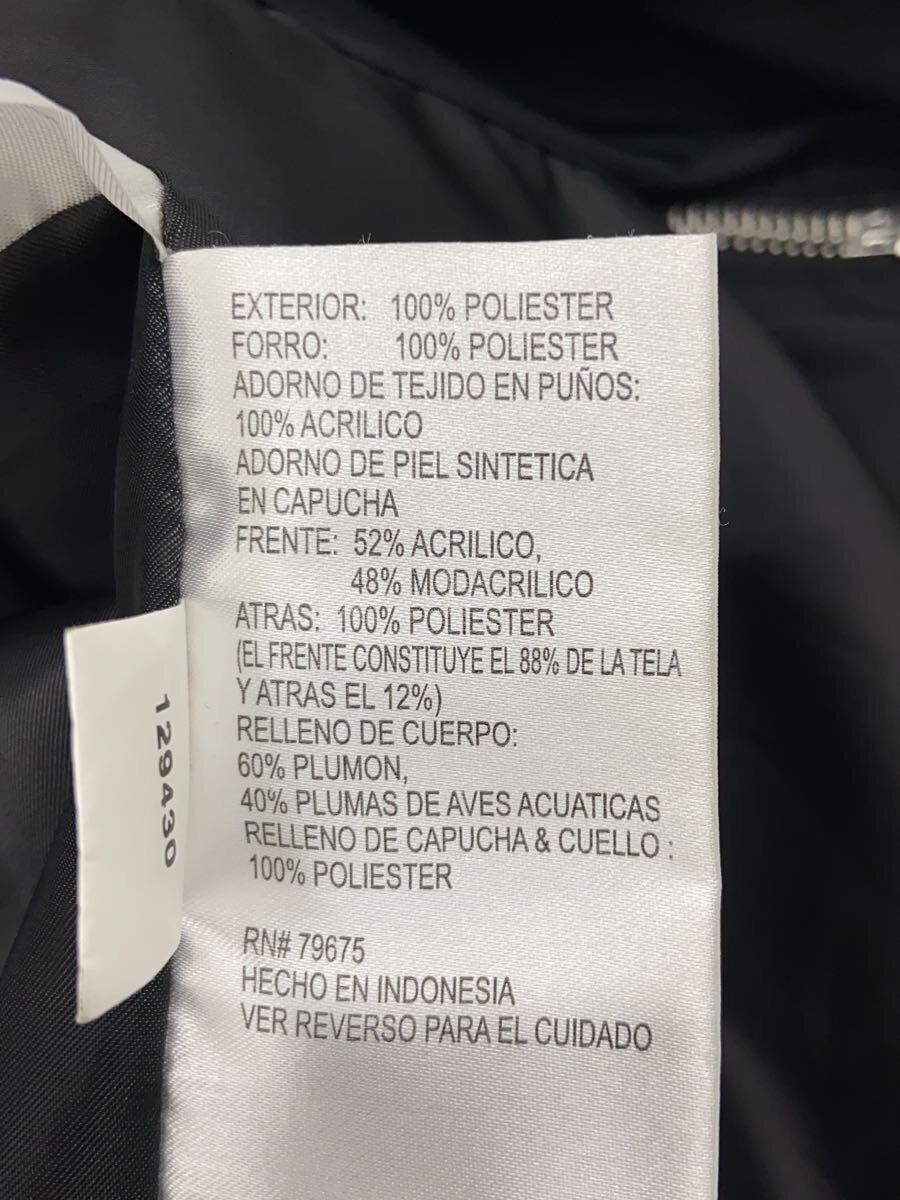 EXTERIOR: 100% POLIESTER
FORRO: 100% POLIESTER
ADORNO DE TEJIDO EN PUÑOS:
100% ACRILICO
ADORNO DE PIEL SINTETICA
EN CAPUCHA
FRENTE: 52% ACRILICO,
48% MODACRILICO
ATRAS: 100% POLIESTER
(EL FRENTE CONSTITUYE EL 88% DE LA TELA
Y ATRAS EL 12%)
RELLENO DE CUERPO:
60% PLUMON,
40% PLUMAS DE AVES ACUATICAS
RELLENO DE CAPUCHA & CUELLO :
100% POLIESTER
RN# 79675
HECHO EN INDONESIA
VER REVERSO PARA EL CUIDADO
129430